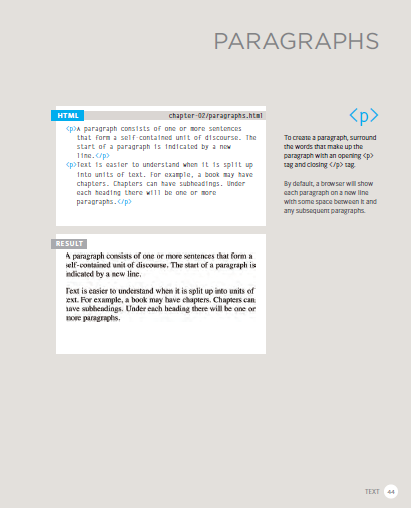 PARAGRAPHS
HTML
chapter-02/paragraphs.html
<p>A paragraph consists of one or more sentences
that form a self-contained unit of discourse. The
start of a paragraph is indicated by a new
line.</p>
<p>Text is easier to understand when it is split up
into units of text. For example, a book may have
chapters. Chapters can have subheadings. Under
each heading there will be one or more
paragraphs.</p>
RESULT
A paragraph consists of one or more sentences that form a
self-contained unit of discourse. The start of a paragraph is
indicated by a new line.
Text is easier to understand when it is split up into units of
text. For example, a book may have chapters. Chapters can
have subheadings. Under each heading there will be one or
more paragraphs.
<p>
To create a paragraph, surround
the words that make up the
paragraph with an opening <p>
tag and closing </p> tag.
By default, a browser will show
each paragraph on a new line
with some space between it and
any subsequent paragraphs.
TEXT 44